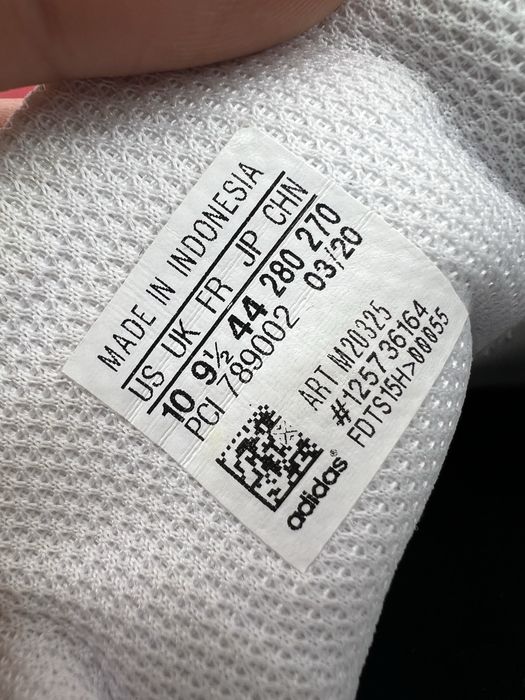 MADE IN INDONESIA
US UK FR JP CHN
10 9½ 44 280 270
PCI 789002 03/20
ART M20325
#125736164
FDTS15H>00055
adidas®